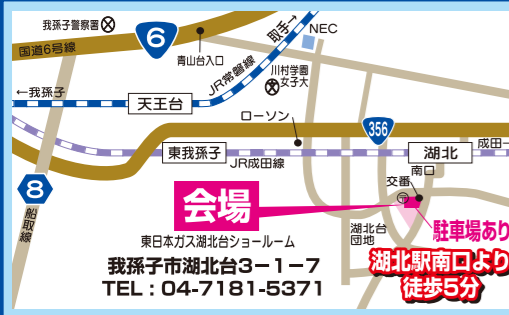 我孫子警察署
国道6号線
6
青山台入口
取手→
NEC
JR常磐線
川村学園
女子大
←我孫子
天王台
ローソン
356
東我孫子
JR成田線
湖北
成田→
南口
交番
8
船取線
会場
湖北台
団地
駐車場あり
東日本ガス湖北台ショールーム
我孫子市湖北台3−1−7
TEL : 04-7181-5371
湖北駅南口より
徒歩5分